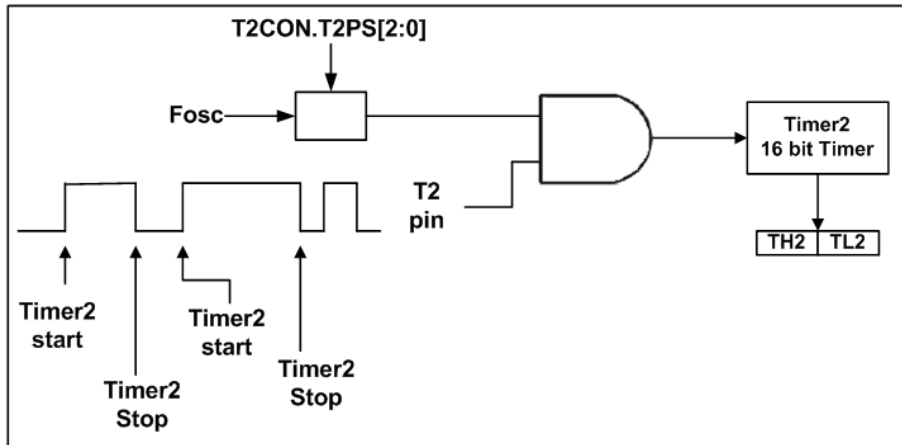 T2CON.T2PS[2:0]
Fosc
Timer2
16 bit Timer
T2
pin
TH2 TL2
Timer2
start
Timer2
Stop
Timer2
start
Timer2
Stop